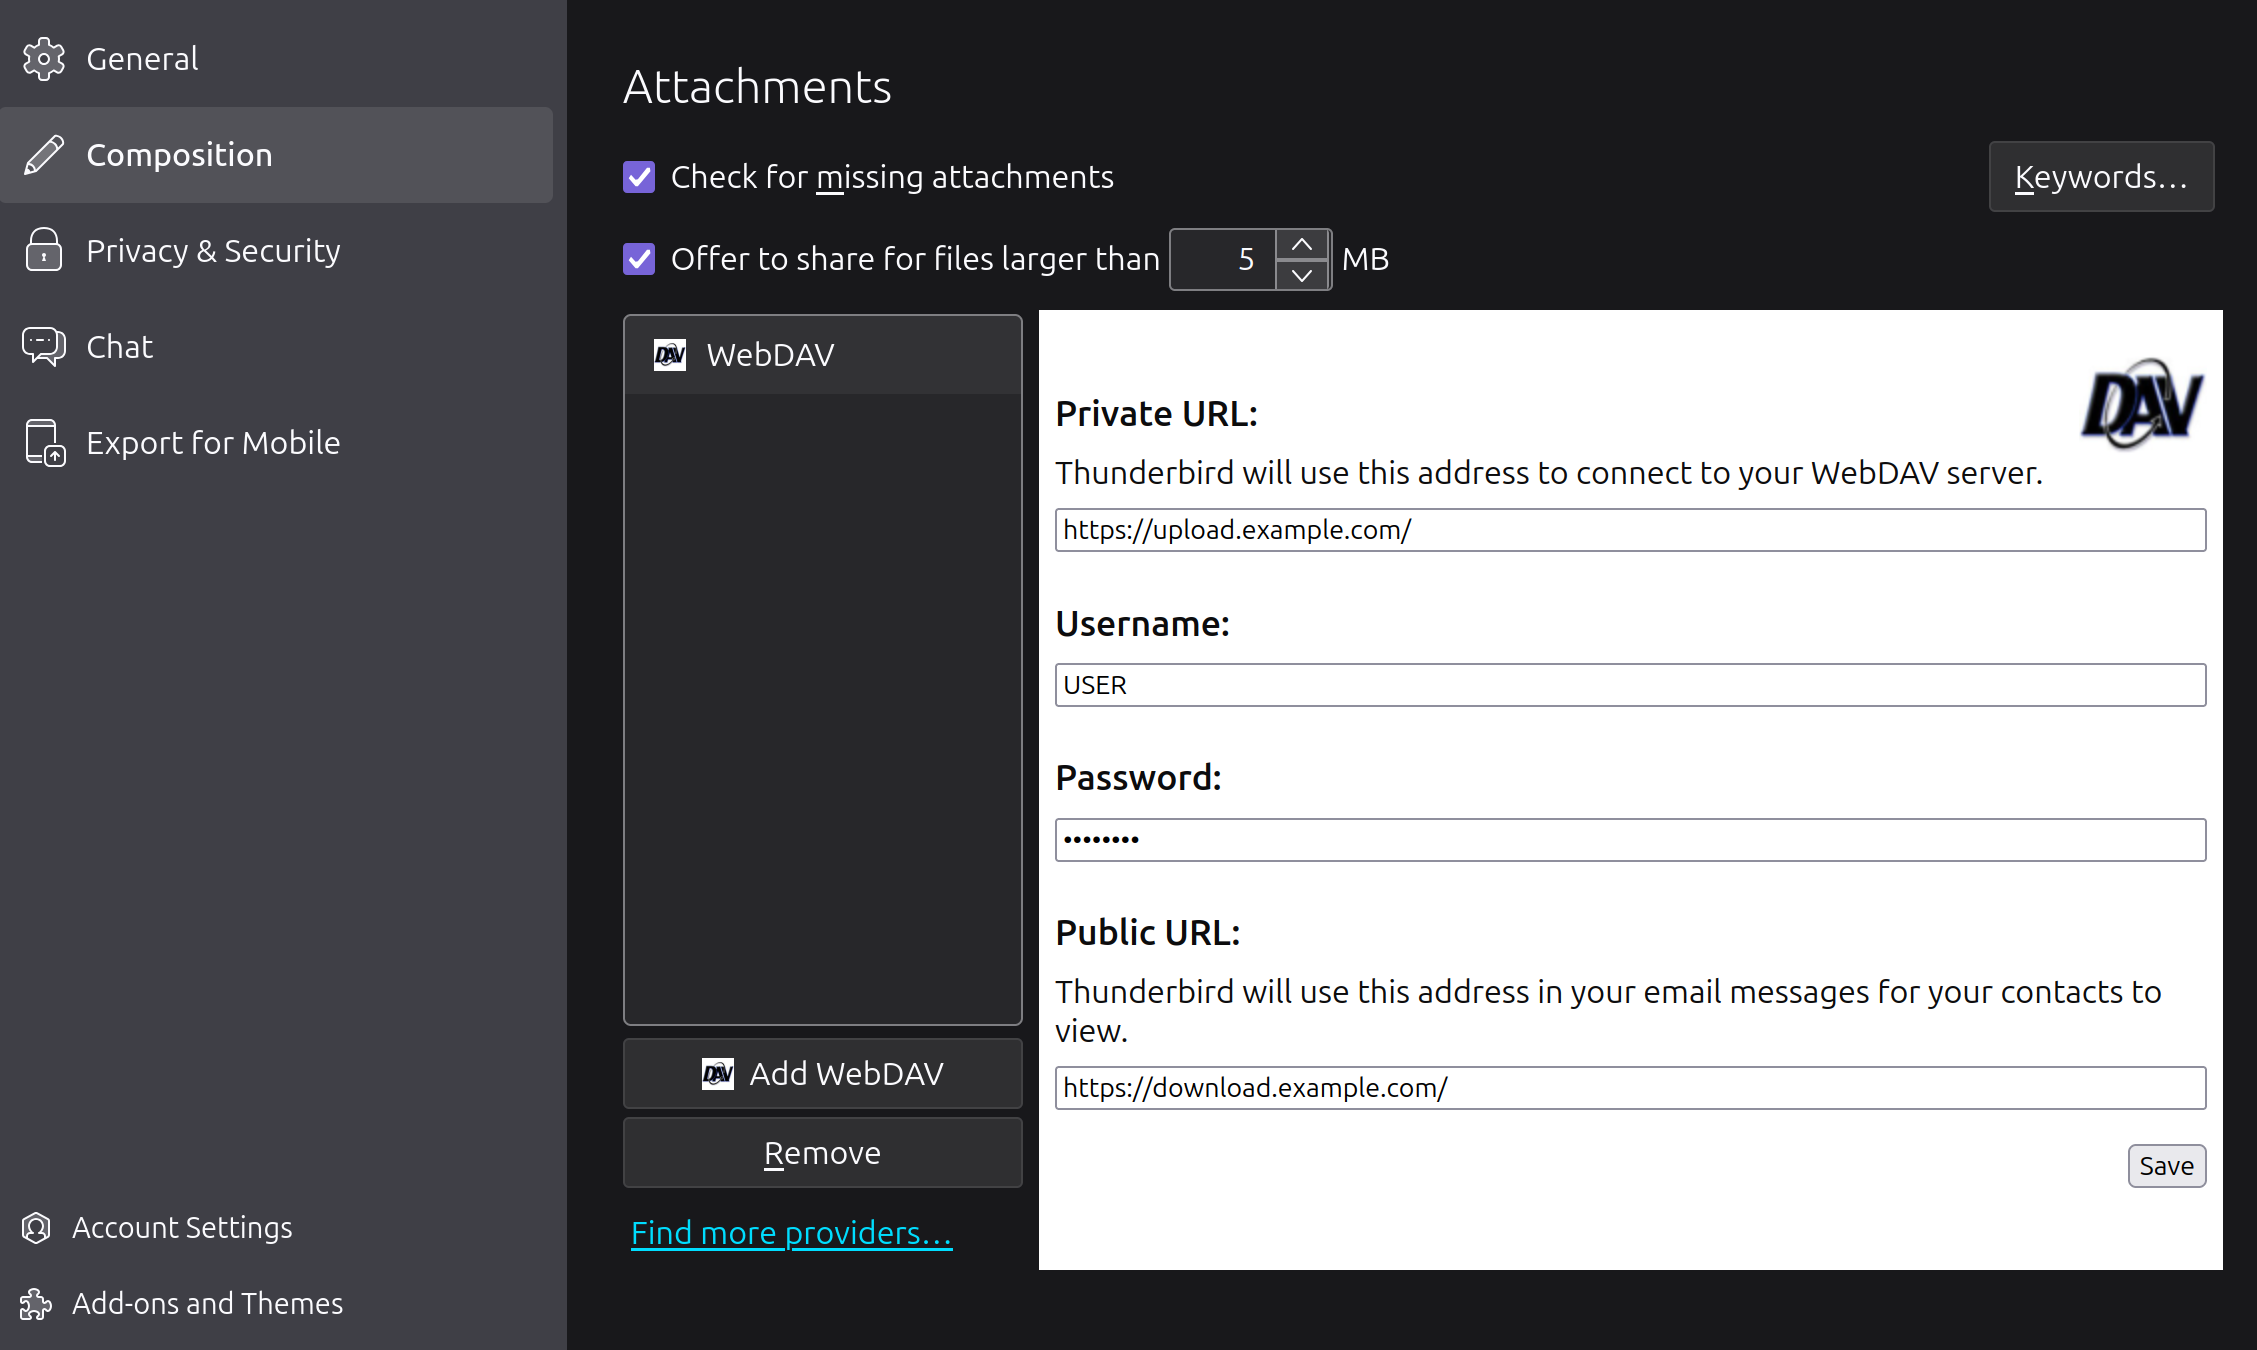 General
Composition
Privacy & Security
Chat
Export for Mobile
Account Settings
Add-ons and Themes
Attachments
Check for missing attachments
Keywords...
Offer to share for files larger than 5 MB
DAV WebDAV
DAV Add WebDAV
Remove
Find more providers...
DAV
Private URL:
Thunderbird will use this address to connect to your WebDAV server.
https://upload.example.com/
Username:
USER
Password:
••••••••
Public URL:
Thunderbird will use this address in your email messages for your contacts to
view.
https://download.example.com/
Save